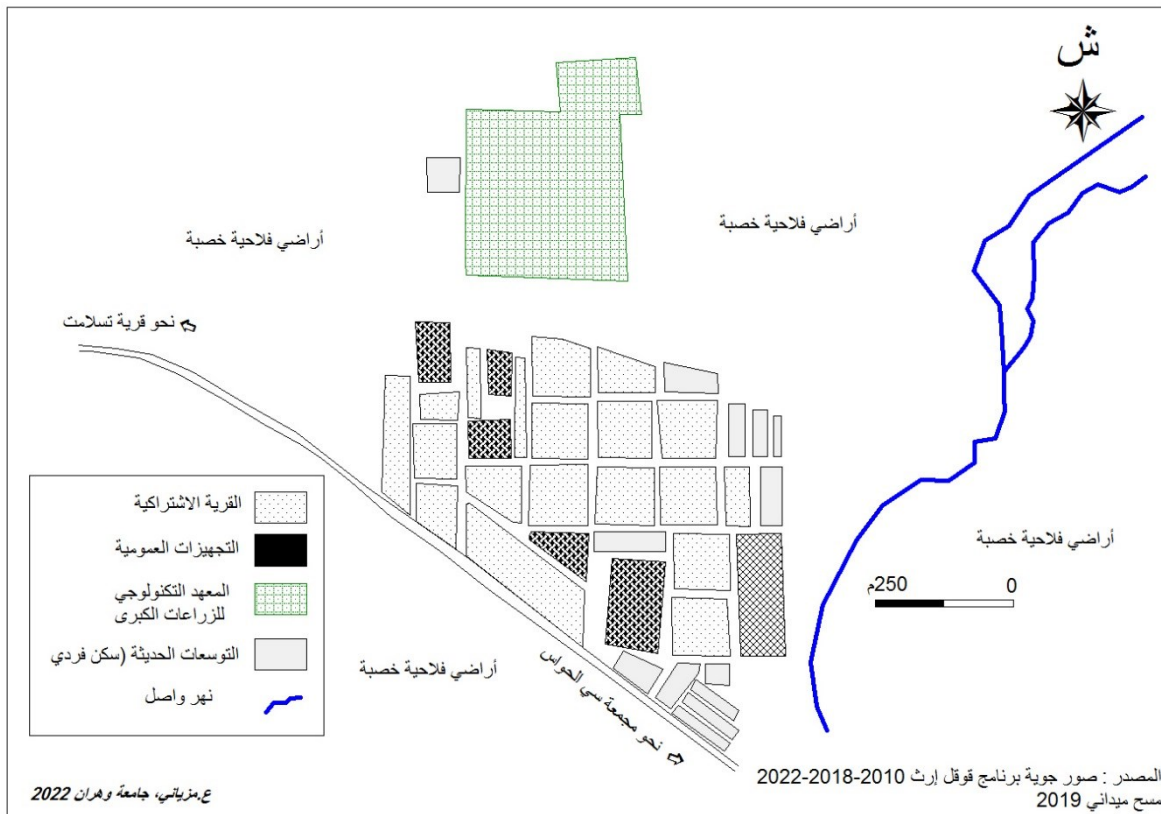 ش
أراضي فلاحية خصبة
أراضي فلاحية خصبة
نحو قرية تسلامت
أراضي فلاحية خصبة
250م
0
القرية الاشتراكية
التجهيزات العمومية
المعهد التكنولوجي
للزراعات الكبرى
التوسعات الحديثة (سكن فردي
نهر واصل
أراضي فلاحية خصبة
نحو مجمعة سي الحواس
المصدر : صور جوية برنامج قوقل إرث 2010-2018-2022
مسح ميداني 2019
ع.مزياني، جامعة وهران 2022